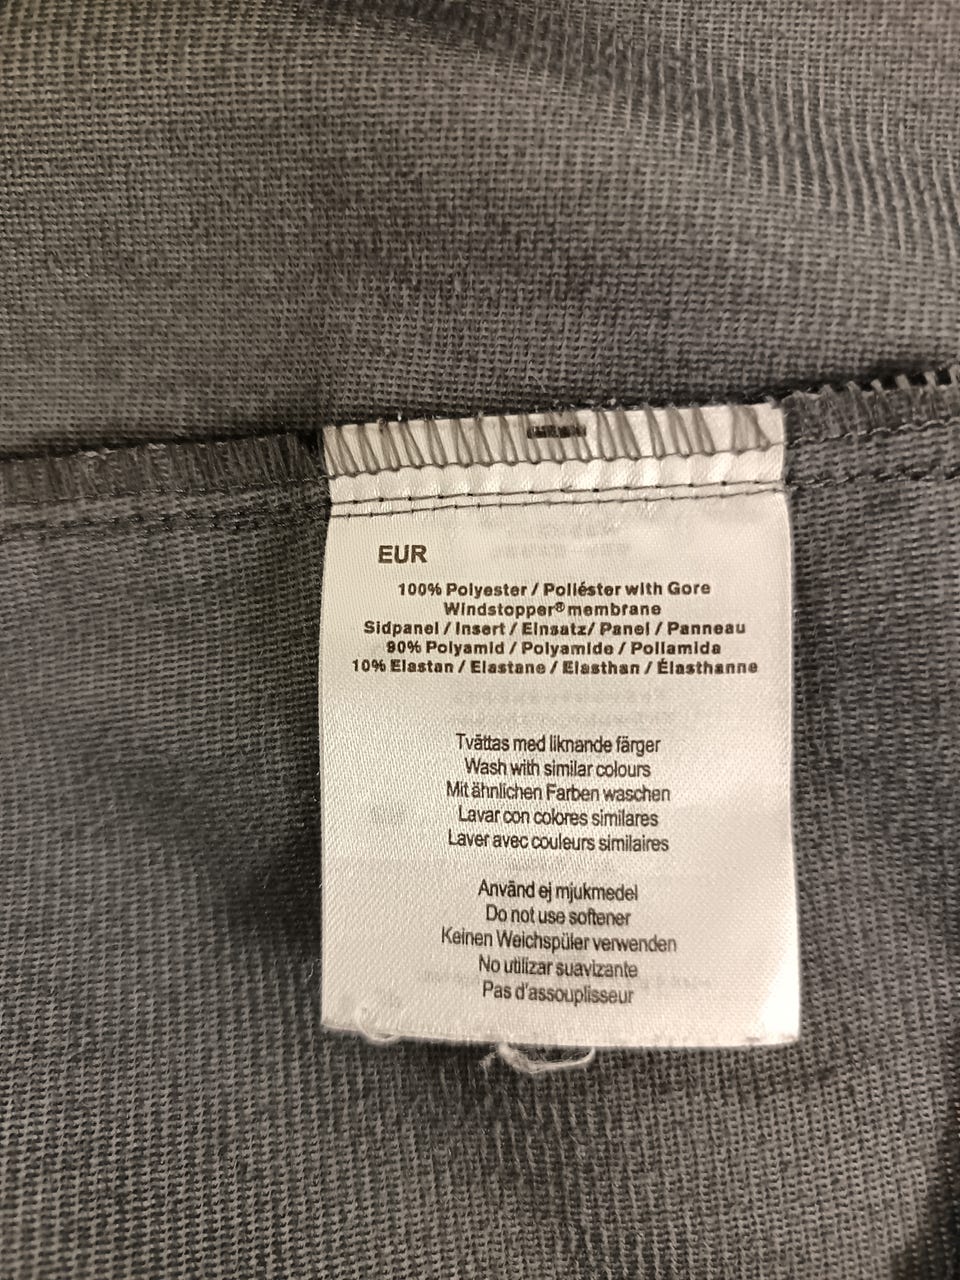 EUR
100% Polyester / Poliéster with Gore
Windstopper® membrane
Sidpanel / Insert / Einsatz/ Panel / Panneau
90% Polyamid / Polyamide / Poliamida
10% Elastan / Elastane / Elasthan / Élasthanne
Tvättas med liknande färger
Wash with similar colours
Mit ähnlichen Farben waschen
Lavar con colores similares
Laver avec couleurs similaires
Använd ej mjukmedel
Do not use softener
Keinen Weichspüler verwenden
No utilizar suavizante
Pas d'assouplisseur